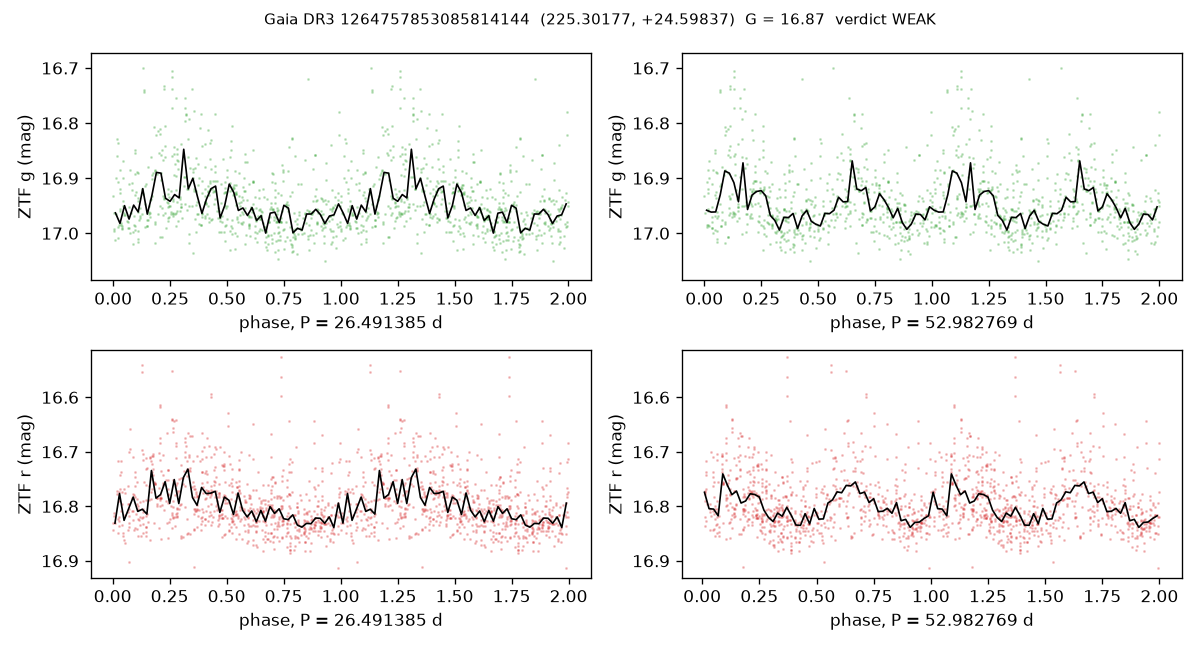 Gaia DR3 1264757853085814144  (225.30177, +24.59837)  G = 16.87  verdict WEAK
ZTF g (mag)
16.7
16.8
16.9
17.0
0.00 0.25 0.50 0.75 1.00 1.25 1.50 1.75 2.00
phase, P = 26.491385 d
ZTF g (mag)
16.7
16.8
16.9
17.0
0.00 0.25 0.50 0.75 1.00 1.25 1.50 1.75 2.00
phase, P = 52.982769 d
ZTF r (mag)
16.6
16.7
16.8
16.9
0.00 0.25 0.50 0.75 1.00 1.25 1.50 1.75 2.00
phase, P = 26.491385 d
ZTF r (mag)
16.6
16.7
16.8
16.9
0.00 0.25 0.50 0.75 1.00 1.25 1.50 1.75 2.00
phase, P = 52.982769 d